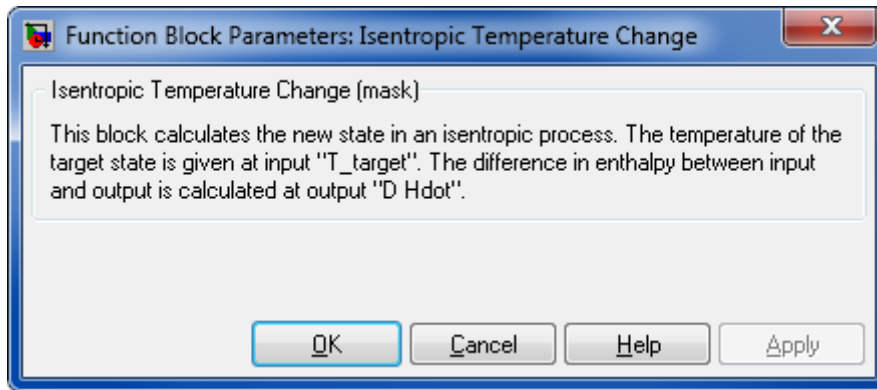 Function Block Parameters: Isentropic Temperature Change
Isentropic Temperature Change (mask)
This block calculates the new state in an isentropic process. The temperature of the
target state is given at input "T_target". The difference in enthalpy between input
and output is calculated at output "D Hdot".
OK Cancel Help Apply